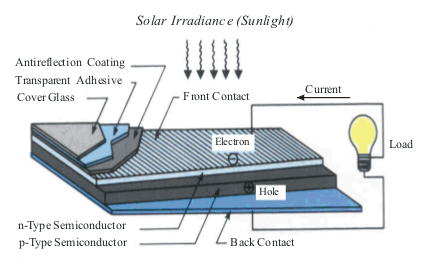 Solar Irradiance (Sunlight)
Antireflection Coating
Transparent Adhesive
Cover Glass
Front Contact
Current
Electron
Load
Hole
n-Type Semiconductor
p-Type Semiconductor
Back Contact